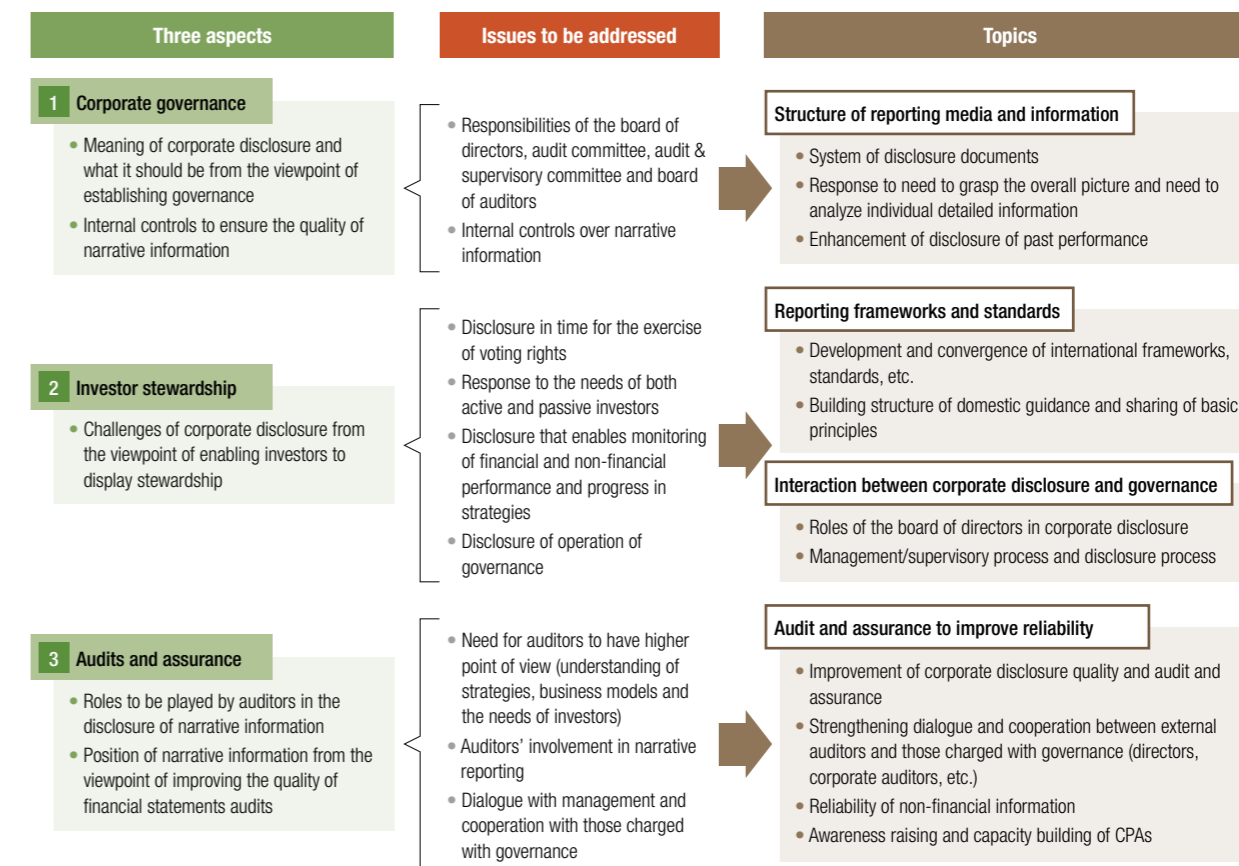 Three aspects
Issues to be addressed
Topics
1 Corporate governance
• Meaning of corporate disclosure and
what it should be from the viewpoint of
establishing governance
• Internal controls to ensure the quality of
narrative information
• Responsibilities of the board of
directors, audit committee, audit &
supervisory committee and board
of auditors
• Internal controls over narrative
information
Structure of reporting media and information
• System of disclosure documents
• Response to need to grasp the overall picture and need to
analyze individual detailed information
• Enhancement of disclosure of past performance
2 Investor stewardship
• Challenges of corporate disclosure from
the viewpoint of enabling investors to
display stewardship
• Disclosure in time for the exercise
of voting rights
• Response to the needs of both
active and passive investors
• Disclosure that enables monitoring
of financial and non-financial
performance and progress in
strategies
• Disclosure of operation of
governance
Reporting frameworks and standards
• Development and convergence of international frameworks,
standards, etc.
• Building structure of domestic guidance and sharing of basic
principles
Interaction between corporate disclosure and governance
• Roles of the board of directors in corporate disclosure
• Management/supervisory process and disclosure process
3 Audits and assurance
• Roles to be played by auditors in the
disclosure of narrative information
• Position of narrative information from the
viewpoint of improving the quality of
financial statements audits
• Need for auditors to have higher
point of view (understanding of
strategies, business models and
the needs of investors)
• Auditors' involvement in narrative
reporting
• Dialogue with management and
cooperation with those charged
with governance
Audit and assurance to improve reliability
• Improvement of corporate disclosure quality and audit and
assurance
• Strengthening dialogue and cooperation between external
auditors and those charged with governance (directors,
corporate auditors, etc.)
• Reliability of non-financial information
• Awareness raising and capacity building of CPAs